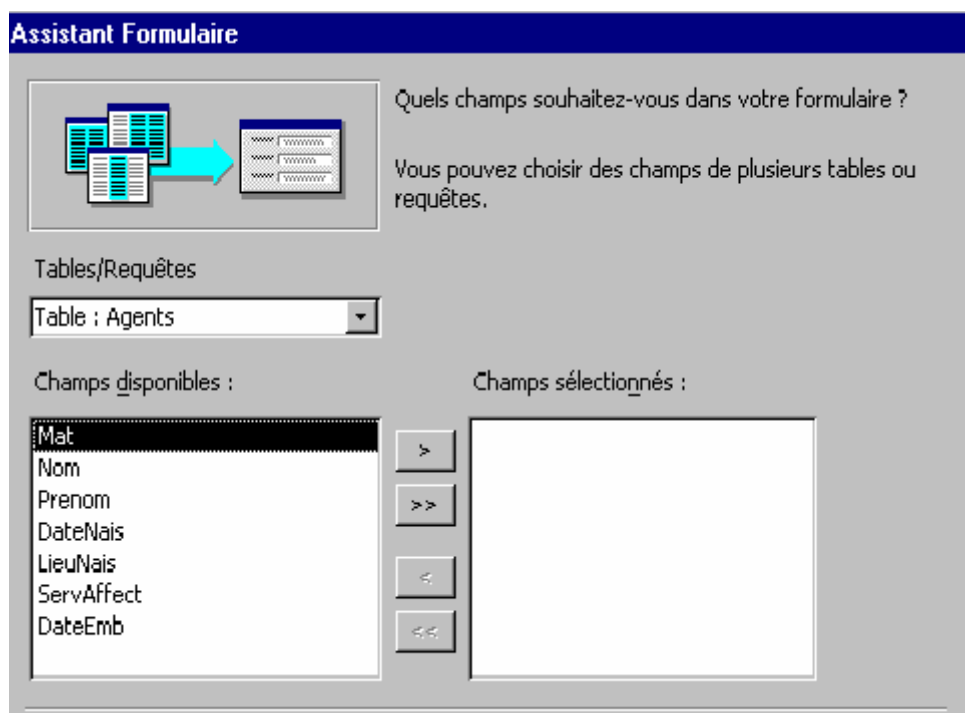 Assistant Formulaire
Quels champs souhaitez-vous dans votre formulaire ?
Vous pouvez choisir des champs de plusieurs tables ou
requêtes.
Tables/Requêtes
Table : Agents
Champs disponibles :
Champs sélectionnés :
Mat
Nom
Prenom
DateNais
LieuNais
ServAffect
DateEmb
>
>>
<
<<